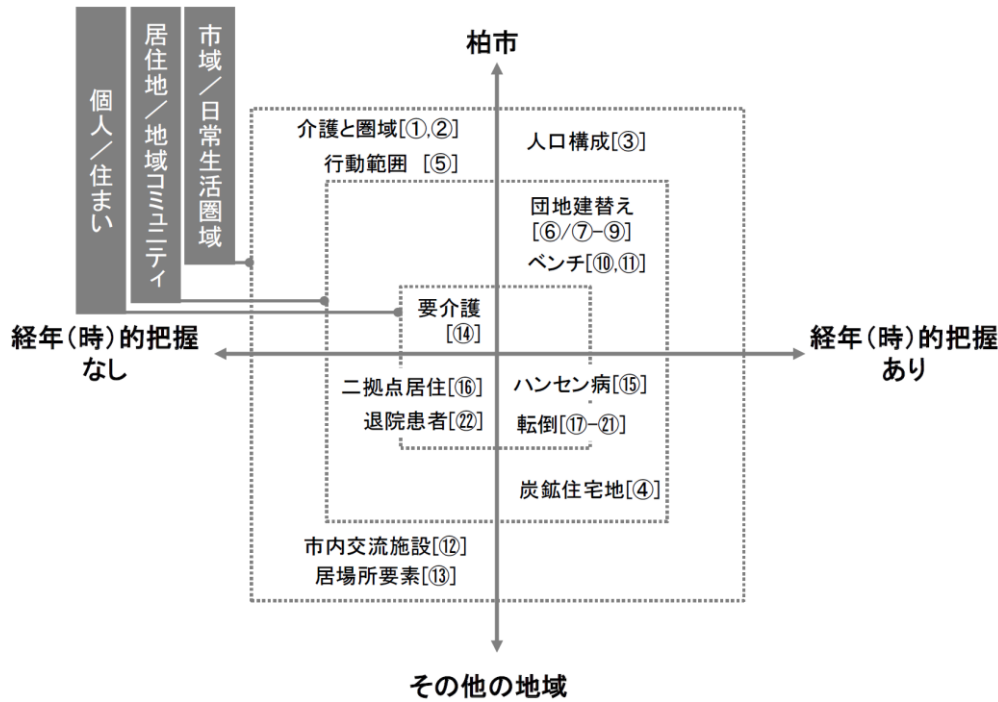 個人／住まい
居住地／地域コミュニティ
市域／日常生活圏域
柏市
介護と圏域[①,②]
人口構成[③]
行動範囲 [⑤]
団地建替え
[⑥/⑦-⑨]
ベンチ[⑩,⑪]
要介護
[⑭]
経年（時）的把握
なし
経年（時）的把握
あり
二拠点居住[⑯]
ハンセン病[⑮]
退院患者[㉒]
転倒[⑰-㉑]
炭鉱住宅地[④]
市内交流施設[⑫]
居場所要素[⑬]
その他の地域